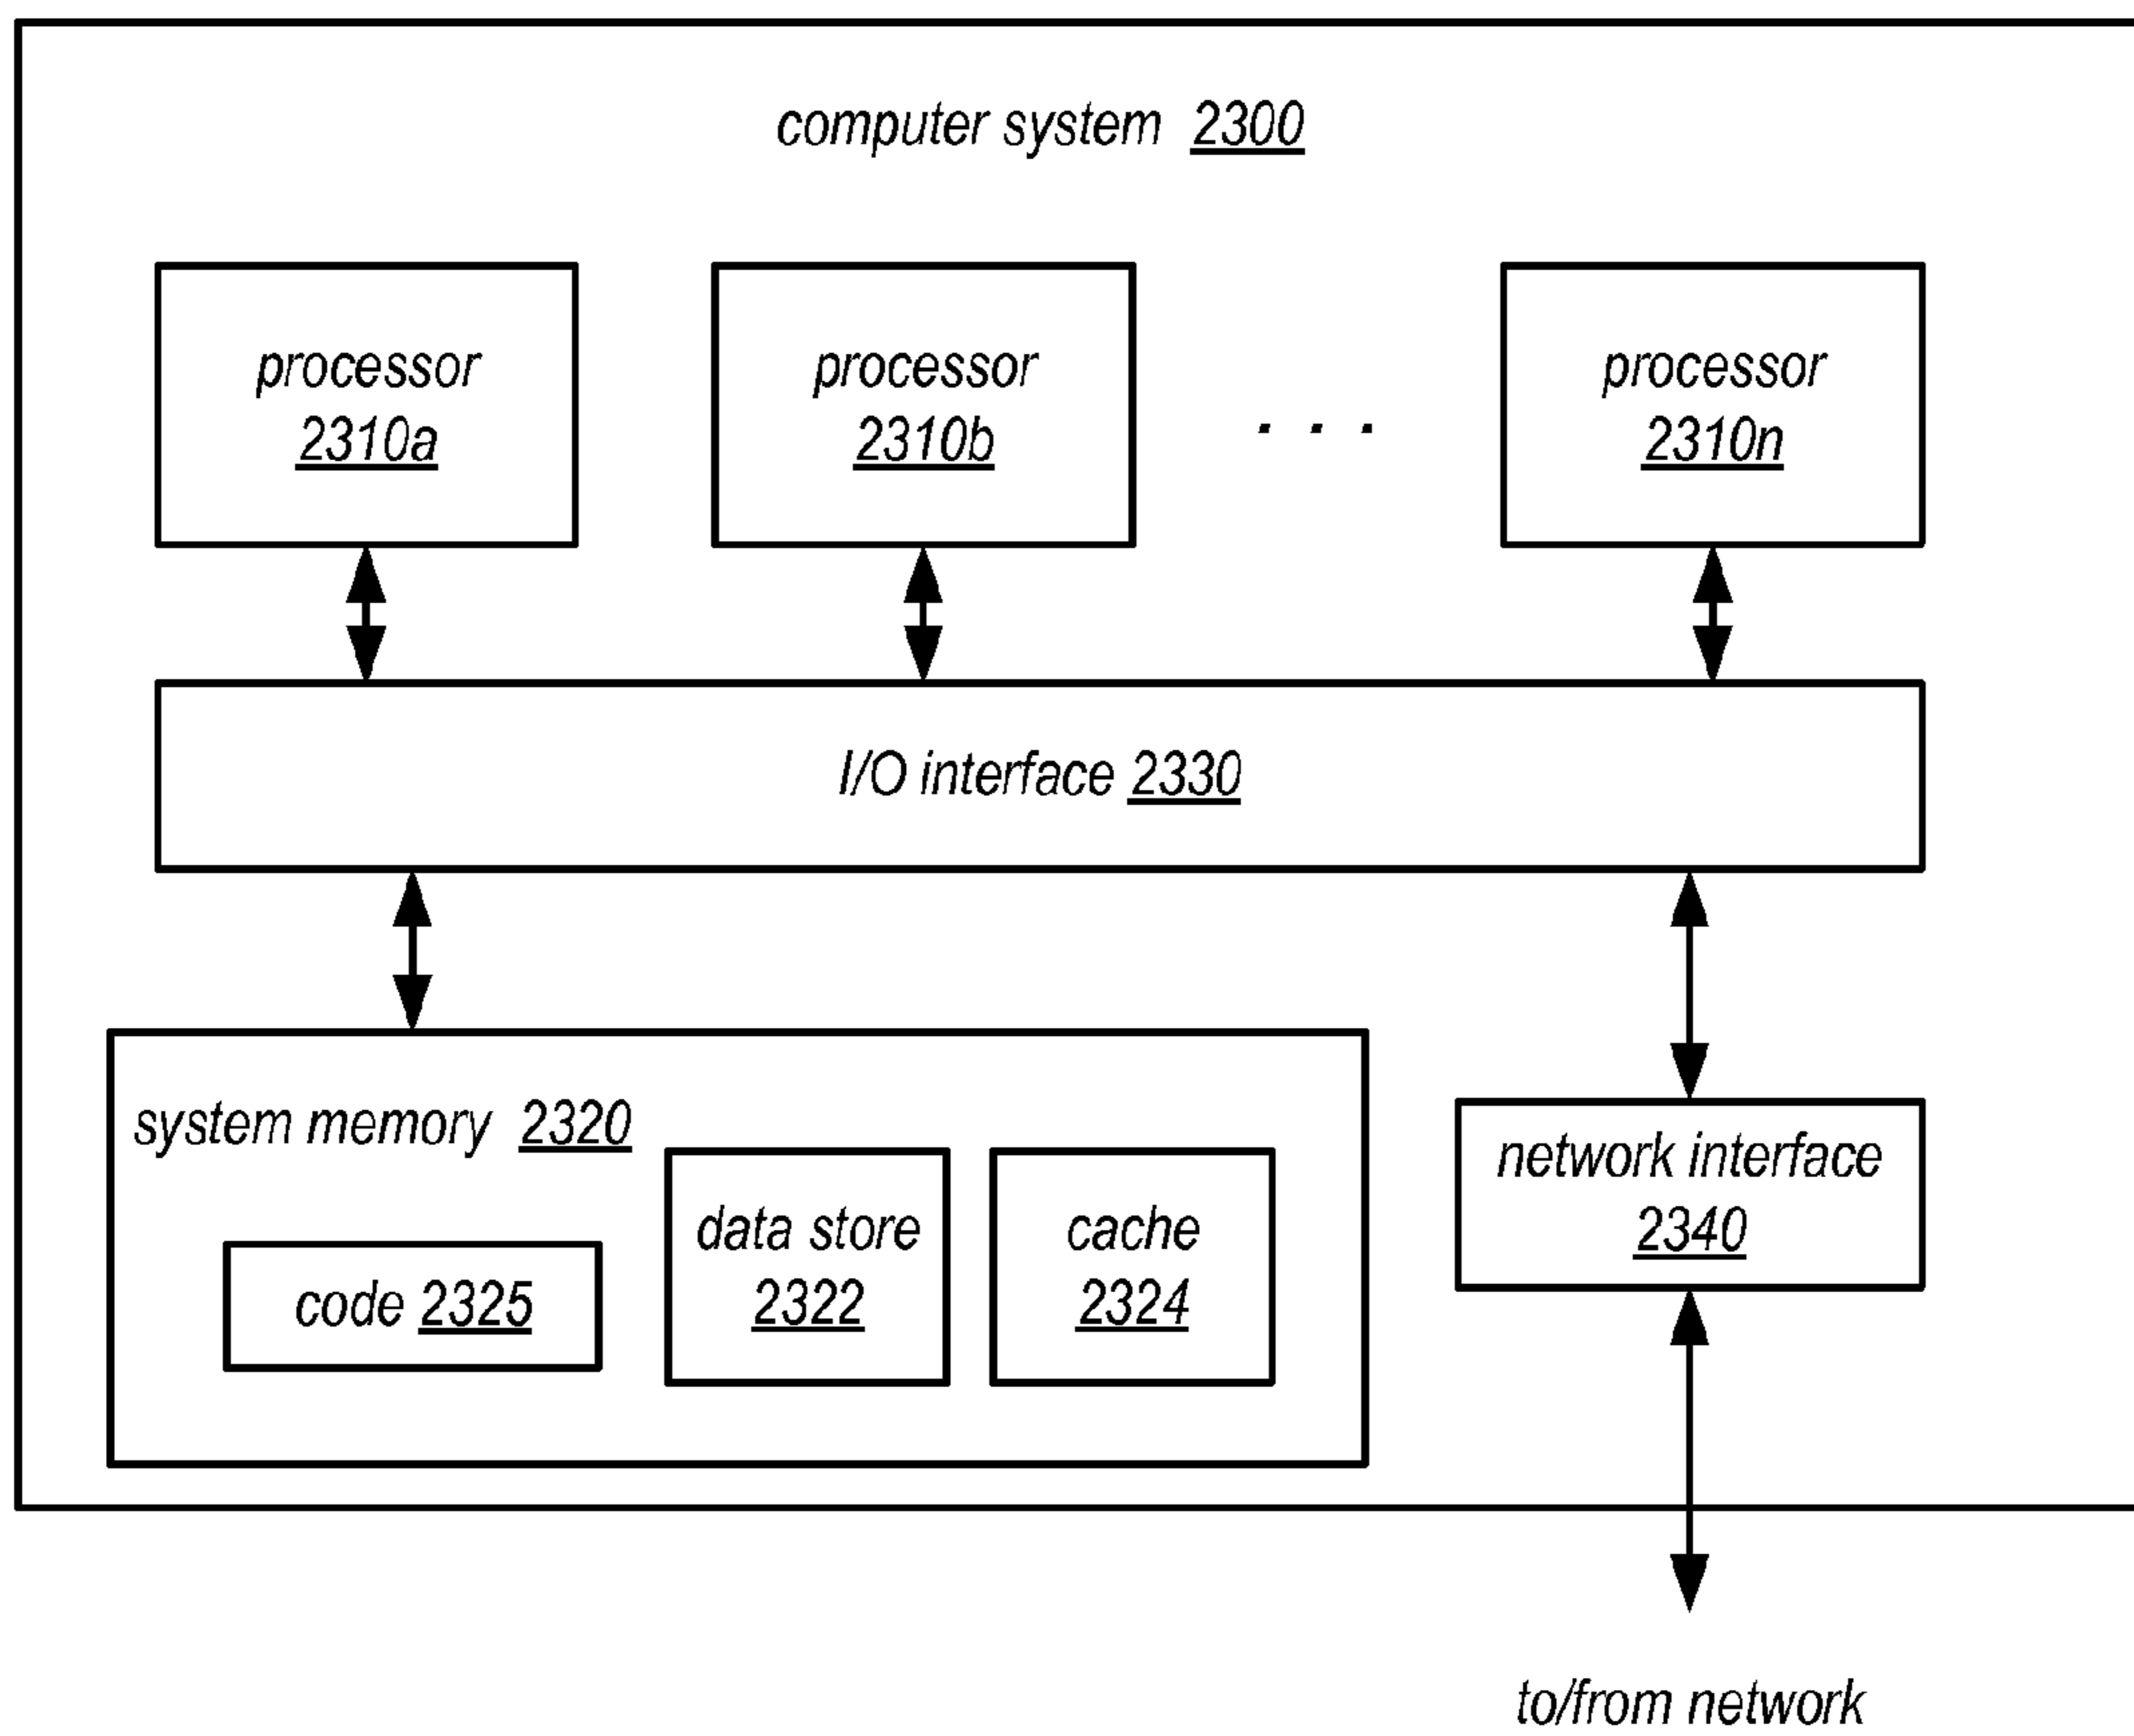 computer system 2300
processor
2310a
processor
2310b
. . .
processor
2310n
I/O interface 2330
system memory 2320
code 2325
data store
2322
cache
2324
network interface
2340
to/from network